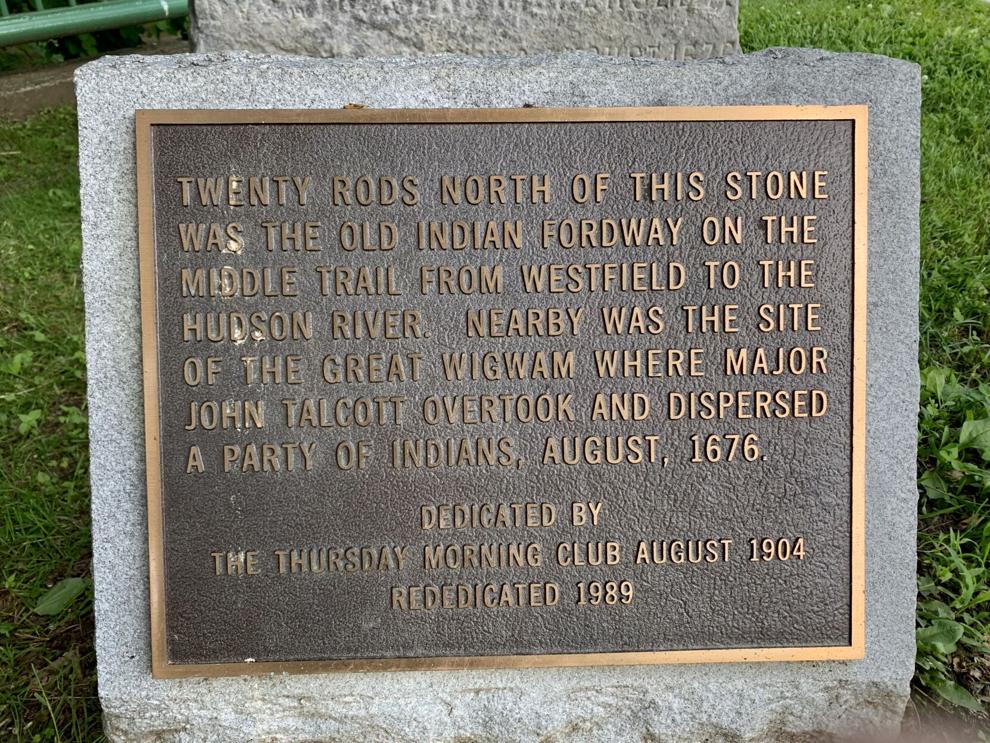 AUGUST 1676
TWENTY RODS NORTH OF THIS STONE
WAS THE OLD INDIAN FORDWAY ON THE
MIDDLE TRAIL FROM WESTFIELD TO THE
HUDSON RIVER. NEARBY WAS THE SITE
OF THE GREAT WIGWAM WHERE MAJOR
JOHN TALCOTT OVERTOOK AND DISPERSED
A PARTY OF INDIANS, AUGUST, 1676.
DEDICATED BY
THE THURSDAY MORNING CLUB AUGUST 1904
REDEDICATED 1989